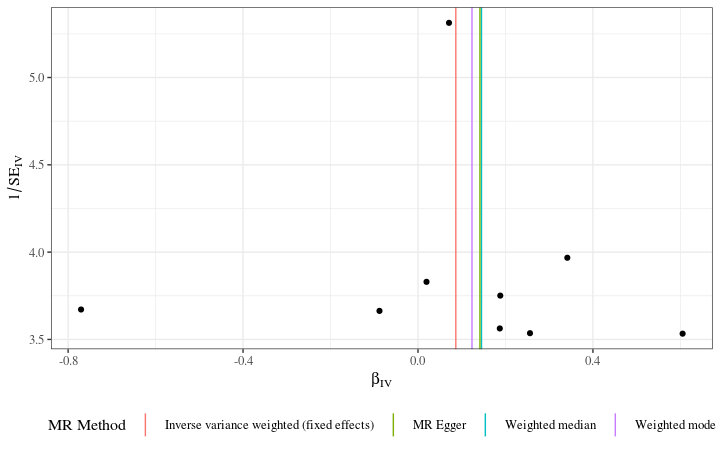 1/SE_IV
5.0
4.5
4.0
3.5
-0.8
-0.4
0.0
0.4
β_IV
MR Method
Inverse variance weighted (fixed effects)
MR Egger
Weighted median
Weighted mode